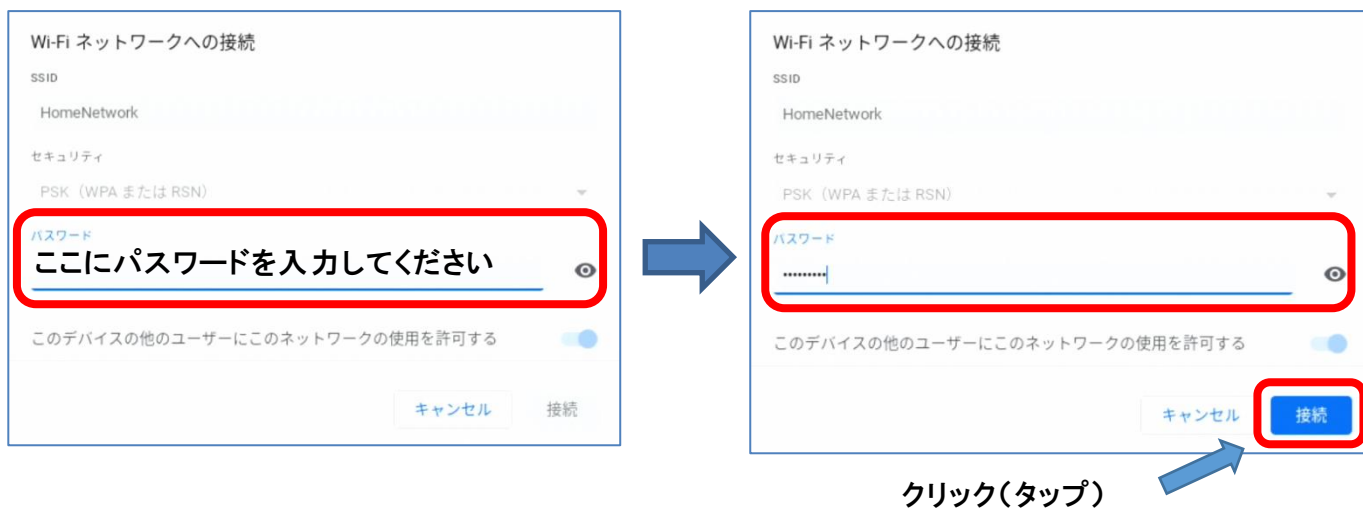 Wi-Fi ネットワークへの接続
SSID
HomeNetwork
セキュリティ
PSK（WPA または RSN）
パスワード
ここにパスワードを入力してください
このデバイスの他のユーザーにこのネットワークの使用を許可する
キャンセル 接続
Wi-Fi ネットワークへの接続
SSID
HomeNetwork
セキュリティ
PSK（WPA または RSN）
パスワード
•••••••••
このデバイスの他のユーザーにこのネットワークの使用を許可する
キャンセル 接続
クリック（タップ）